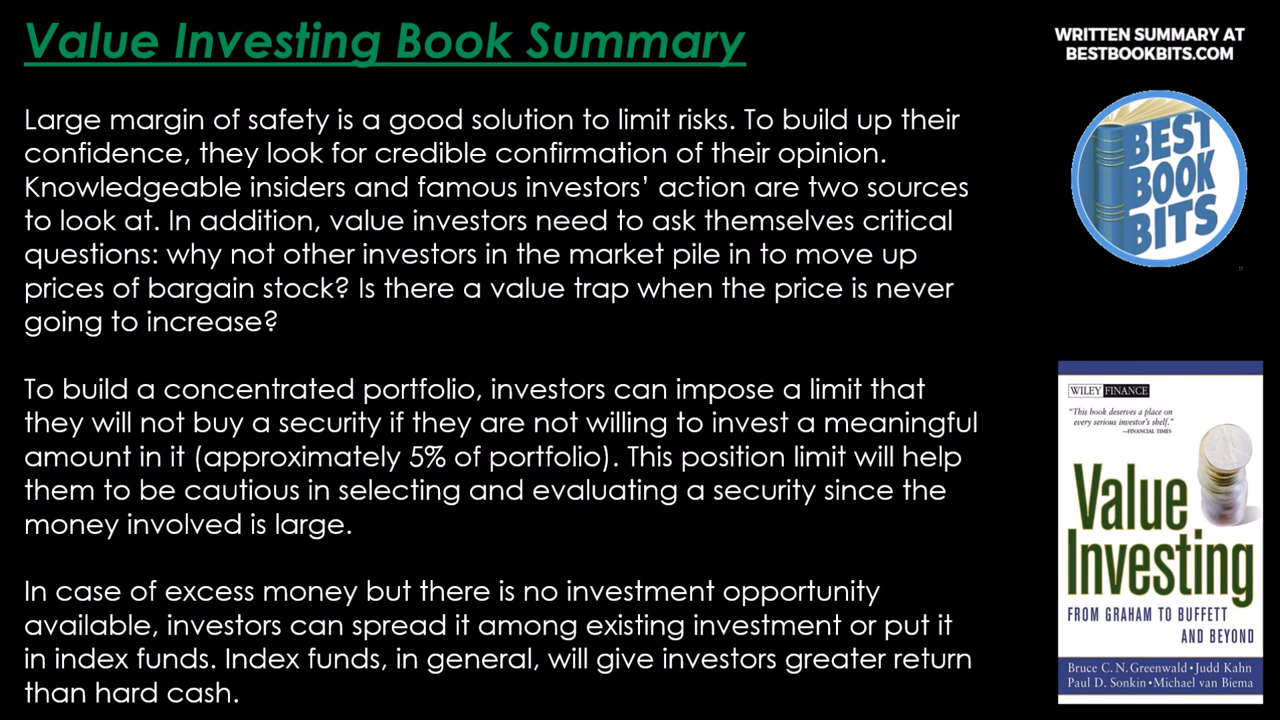 Value Investing Book Summary
WRITTEN SUMMARY AT
BESTBOOKBITS.COM
Large margin of safety is a good solution to limit risks. To build up their
confidence, they look for credible confirmation of their opinion.
Knowledgeable insiders and famous investors’ action are two sources
to look at. In addition, value investors need to ask themselves critical
questions: why not other investors in the market pile in to move up
prices of bargain stock? Is there a value trap when the price is never
going to increase?
To build a concentrated portfolio, investors can impose a limit that
they will not buy a security if they are not willing to invest a meaningful
amount in it (approximately 5% of portfolio). This position limit will help
them to be cautious in selecting and evaluating a security since the
money involved is large.
In case of excess money but there is no investment opportunity
available, investors can spread it among existing investment or put it
in index funds. Index funds, in general, will give investors greater return
than hard cash.
BEST
BOOK
BITS
"
WILEY FINANCE
“This book deserves a place on
every serious investor’s shelf.”
—FINANCIAL TIMES
Value
Investing
FROM GRAHAM TO BUFFETT
AND BEYOND
Bruce C. N. Greenwald • Judd Kahn
Paul D. Sonkin • Michael van Biema